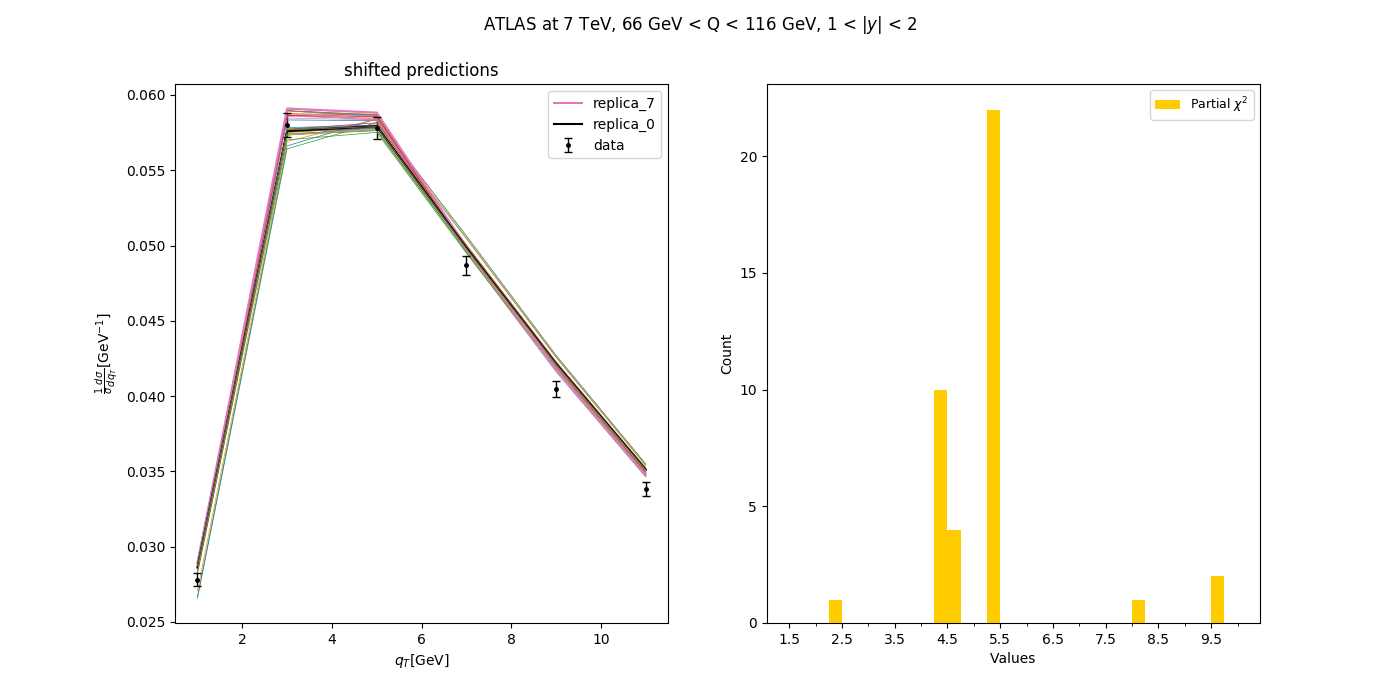 ATLAS at 7 TeV, 66 GeV < Q < 116 GeV, 1 < |y| < 2
shifted predictions
0.060
0.055
0.050
0.045
0.040
0.035
0.030
0.025
2
4
6
8
10
q_T[GeV]
1/σ dσ/dq_T [GeV⁻¹]
replica_7
replica_0
data
Partial χ²
20
15
10
5
0
Count
1.5
2.5
3.5
4.5
5.5
6.5
7.5
8.5
9.5
Values